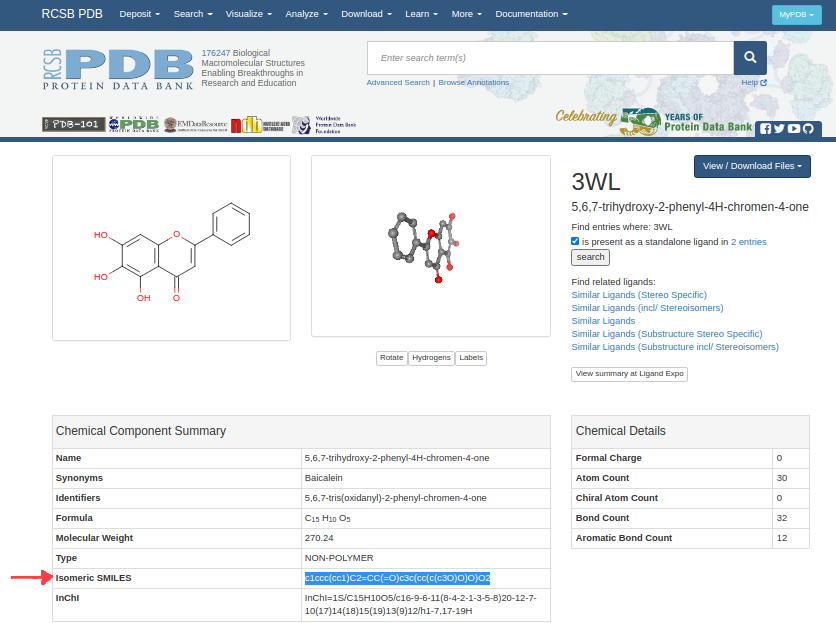 RCSB PDB Deposit Search Visualize Analyze Download Learn More Documentation MyPDB
RCSB PDB
PROTEIN DATA BANK
176247 Biological
Macromolecular Structures
Enabling Breakthroughs in
Research and Education
Enter search term(s)
Advanced Search | Browse Annotations
Help
PDB-101
WORLDWIDE PDB PROTEIN DATA BANK
EMDataResource
NUCLEIC ACID DATABASE
Worldwide
Protein Data Bank
Foundation
Celebrating 50 YEARS OF
Protein Data Bank
View / Download Files
3WL
5,6,7-trihydroxy-2-phenyl-4H-chromen-4-one
Find entries where: 3WL
is present as a standalone ligand in 2 entries
search
Find related ligands:
Similar Ligands (Stereo Specific)
Similar Ligands (incl/ Stereoisomers)
Similar Ligands
Similar Ligands (Substructure Stereo Specific)
Similar Ligands (Substructure incl/ Stereoisomers)
View summary at Ligand Expo
HO
O
HO
OH
O
Rotate Hydrogens Labels
Chemical Component Summary
Name 5,6,7-trihydroxy-2-phenyl-4H-chromen-4-one
Synonyms Baicalein
Identifiers 5,6,7-tris(oxidanyl)-2-phenyl-chromen-4-one
Formula C15 H10 O5
Molecular Weight 270.24
Type NON-POLYMER
Isomeric SMILES c1ccc(cc1)C2=CC(=O)c3c(cc(c(c3O)O)O)O2
InChI InChI=1S/C15H10O5/c16-9-6-11(8-4-2-1-3-5-8)20-12-7-
10(17)14(18)15(19)13(9)12/h1-7,17-19H
Chemical Details
Formal Charge 0
Atom Count 30
Chiral Atom Count 0
Bond Count 32
Aromatic Bond Count 12